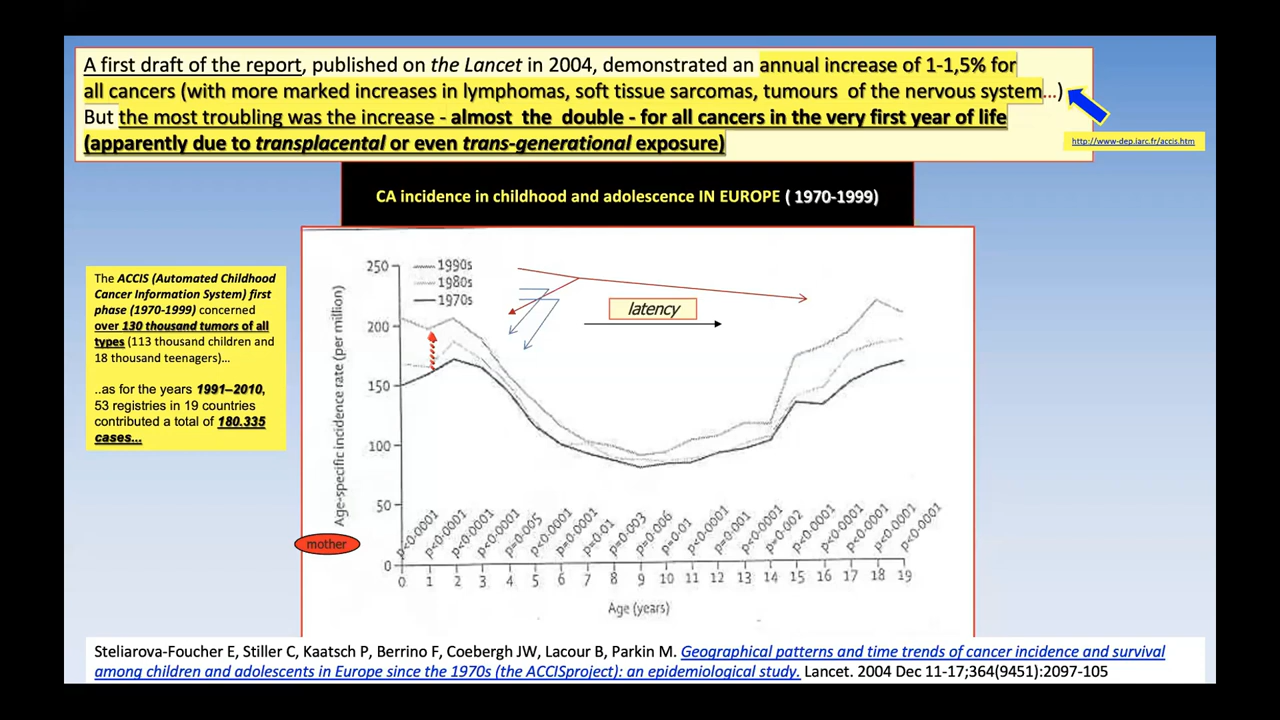 A first draft of the report, published on the Lancet in 2004, demonstrated an annual increase of 1-1,5% for
all cancers (with more marked increases in lymphomas, soft tissue sarcomas, tumours of the nervous system...)
But the most troubling was the increase - almost the double - for all cancers in the very first year of life
(apparently due to transplacental or even trans-generational exposure)
http://www-dep.iarc.fr/accis.htm
CA incidence in childhood and adolescence IN EUROPE ( 1970-1999)
The ACCIS (Automated Childhood
Cancer Information System) first
phase (1970-1999) concerned
over 130 thousand tumors of all
types (113 thousand children and
18 thousand teenagers)...
..as for the years 1991–2010,
53 registries in 19 countries
contributed a total of 180.335
cases...
250
200
150
100
50
0
Age-specific incidence rate (per million)
1990s
1980s
1970s
latency
mother
p<0·0001
p<0·0001
p<0·0001
p<0·0001
p=0·005
p<0·0001
p<0·0001
p=0·01
p=0·003
p=0·006
p=0·01
p<0·0001
p=0·001
p<0·0001
p=0·002
p<0·0001
p<0·0001
p<0·0001
p<0·0001
p<0·0001
0 1 2 3 4 5 6 7 8 9 10 11 12 13 14 15 16 17 18 19
Age (years)
Steliarova-Foucher E, Stiller C, Kaatsch P, Berrino F, Coebergh JW, Lacour B, Parkin M. Geographical patterns and time trends of cancer incidence and survival
among children and adolescents in Europe since the 1970s (the ACCISproject): an epidemiological study. Lancet. 2004 Dec 11-17;364(9451):2097-105